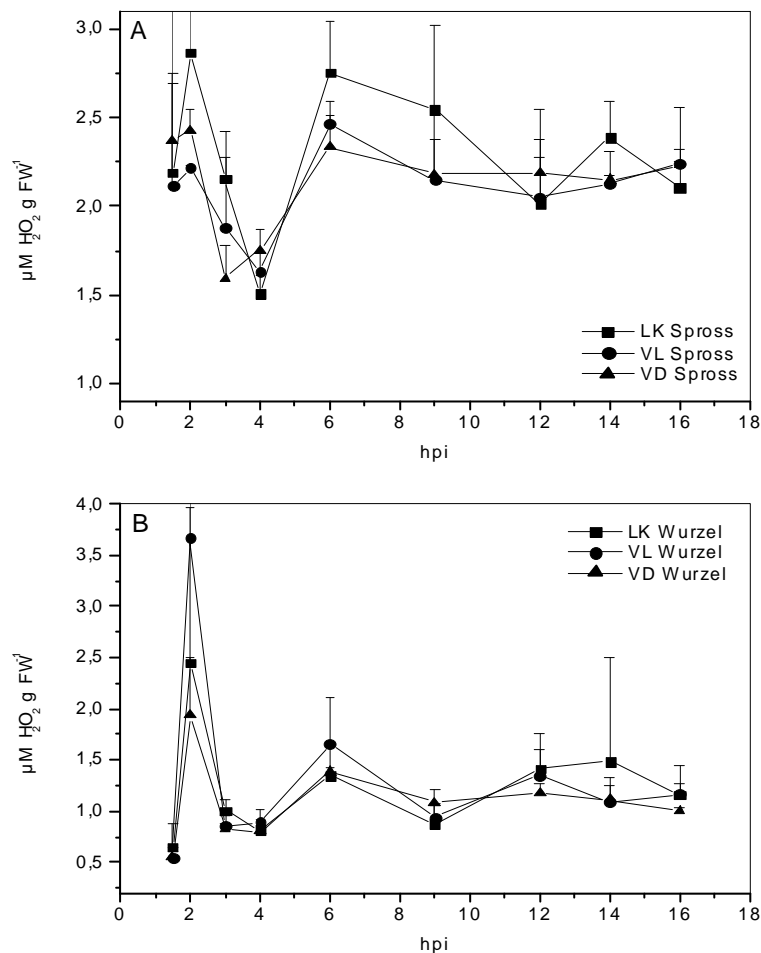 A
3,0
2,5
2,0
1,5
1,0
µM HO₂ g FW⁻¹
LK Spross
VL Spross
VD Spross
0 2 4 6 8 10 12 14 16 18
hpi
B
4,0
3,5
3,0
2,5
2,0
1,5
1,0
0,5
µM HO₂ g FW⁻¹
LK Wurzel
VL Wurzel
VD Wurzel
0 2 4 6 8 10 12 14 16 18
hpi